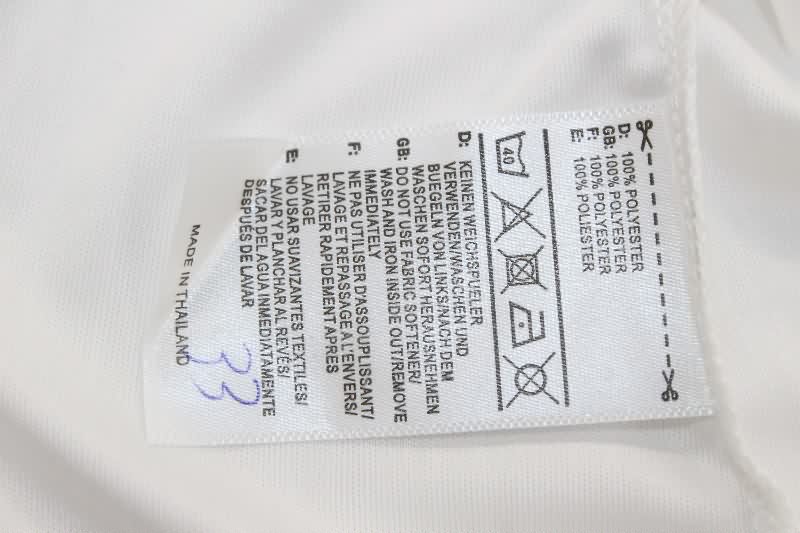 D: 100% POLYESTER
GB: 100% POLYESTER
F: 100% POLYESTER
E: 100% POLIESTER
40
D: KEINEN WEICHSPUELER
VERWENDEN/WASCHEN UND
BUEGELN VON LINKS/NACH DEM
WASCHEN SOFORT HERAUSNEHMEN
GB: DO NOT USE FABRIC SOFTENER/
WASH AND IRON INSIDE OUT/REMOVE
IMMEDIATELY
F: NE PAS UTILISER D'ASSOUPLISSANT/
LAVAGE ET REPASSAGE A L'ENVERS/
RETIRER RAPIDEMENT APRES
LAVAGE
E: NO USAR SUAVIZANTES TEXTILES/
LAVAR Y PLANCHAR AL REVÉS/
SACAR DEL AGUA INMEDIATAMENTE
DESPUÉS DE LAVAR
MADE IN THAILAND
33